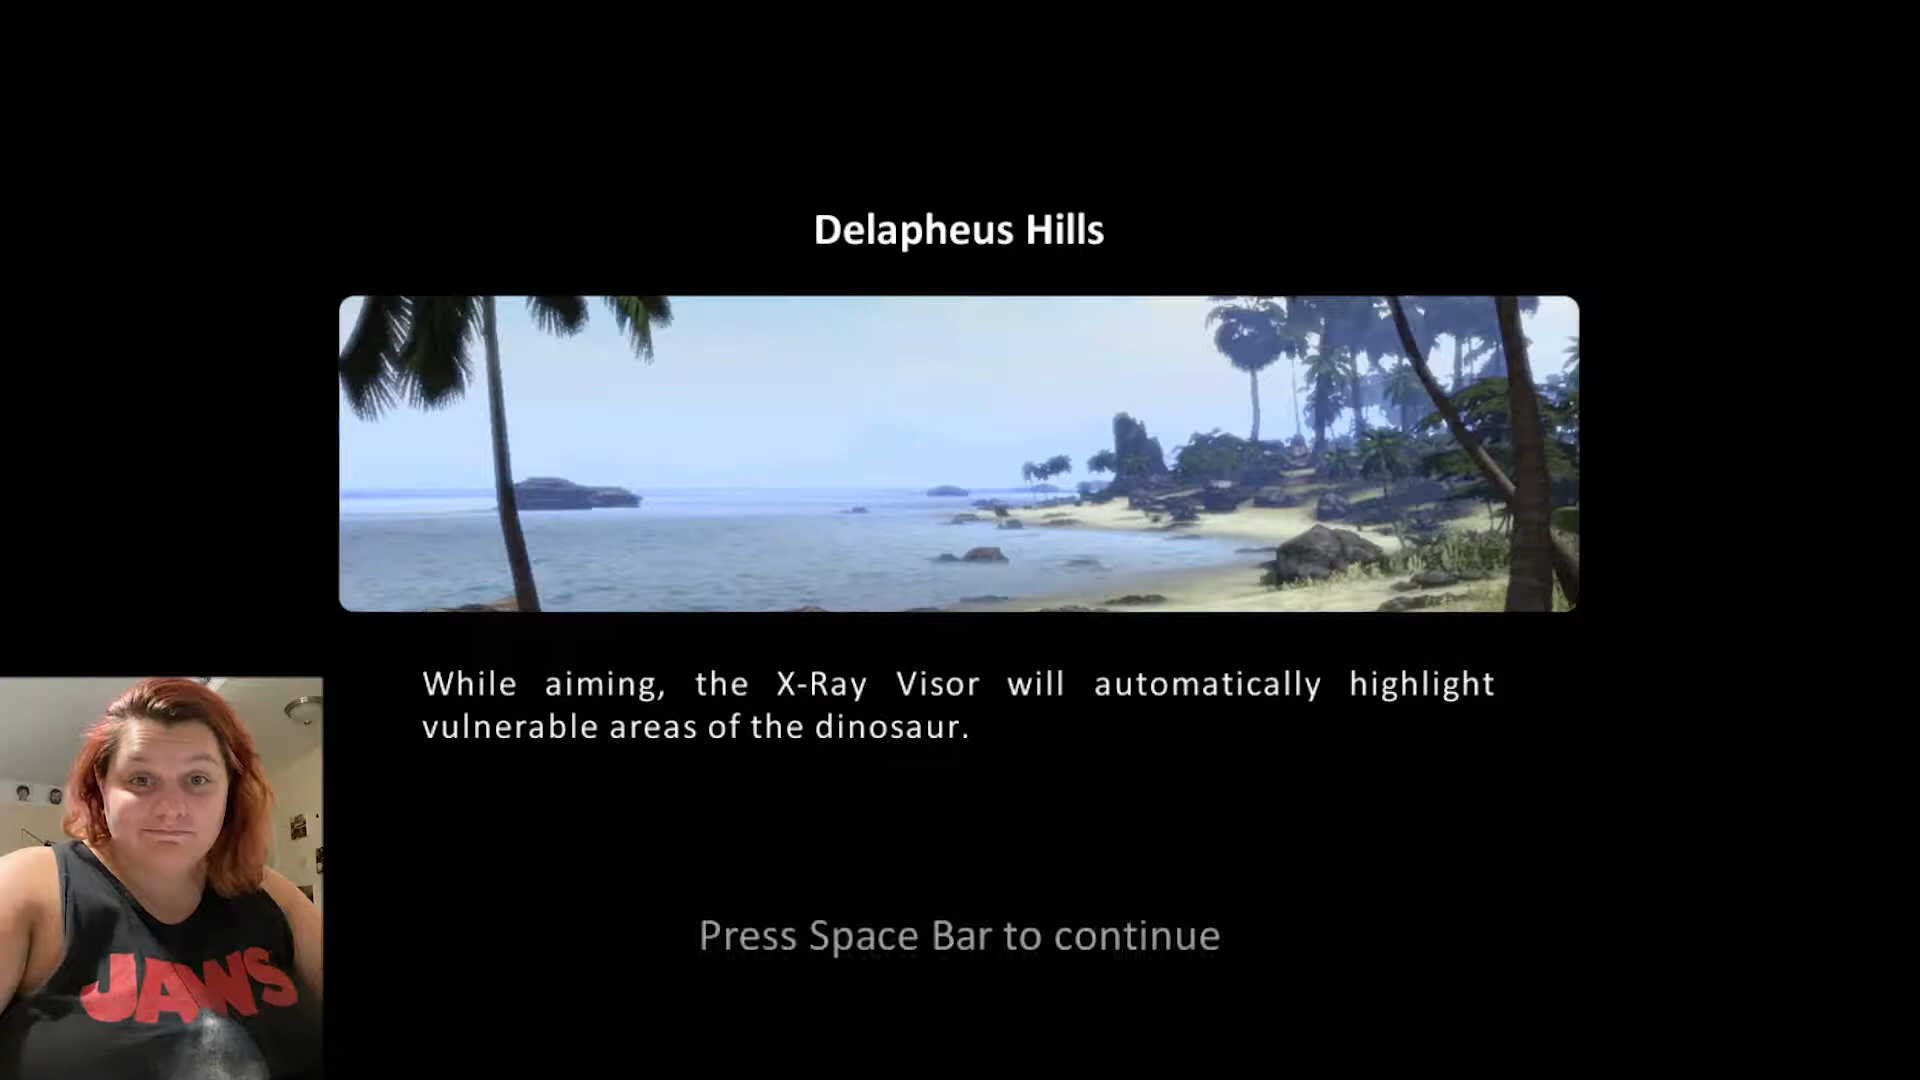 Delapheus Hills
While aiming, the X-Ray Visor will automatically highlight
vulnerable areas of the dinosaur.
JAWS
Press Space Bar to continue